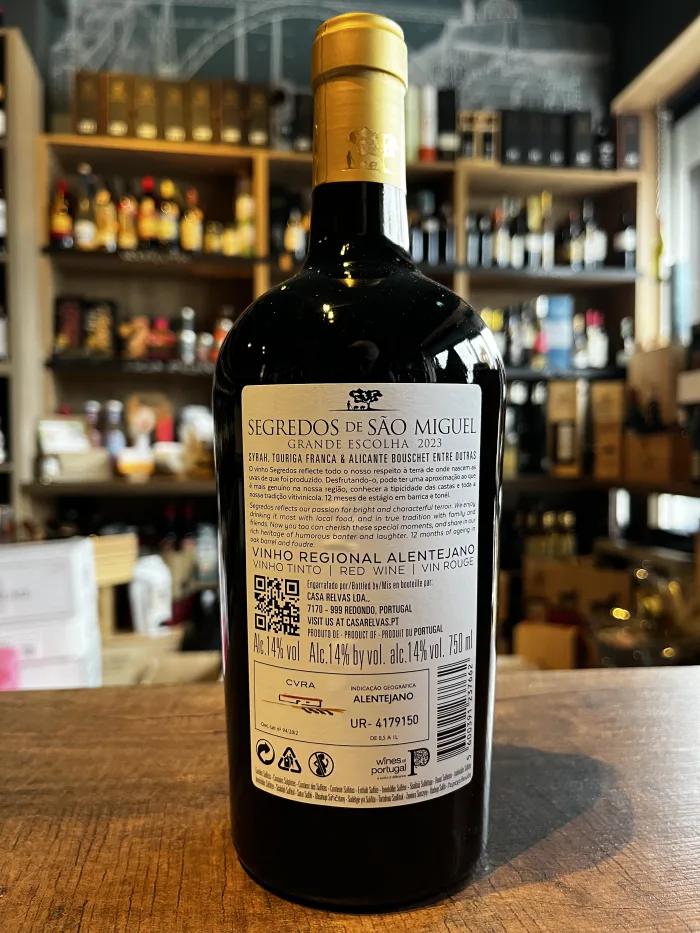 SEGREDOS DE SÃO MIGUEL
GRANDE ESCOLHA 2023
SYRAH, TOURIGA FRANCA & ALICANTE BOUSCHET ENTRE OUTRAS
O vinho Segredos reflecte todo o nosso respeito à terra de onde nascem as
uvas de que foi produzido. Desfrutando-o, pode ter uma aproximação ao que
é mais genuíno na nossa região, conhecer a tipicidade das castas e toda a
nossa tradição vitivinícola. 12 meses de estágio em barrica e tonel.
Segredos reflects our passion for bright and characterful terroir. We enjoy
drinking it most with local food, and in true tradition with family and
friends. Now you too can cherish these special moments, and share in our
rich heritage of humorous banter and laughter. 12 months of ageing in
oak barrel and foudre.
VINHO REGIONAL ALENTEJANO
VINHO TINTO | RED WINE | VIN ROUGE
Engarrafado por/Bottled by/Mis en bouteille par:
CASA RELVAS LDA.,
7170 - 999 REDONDO, PORTUGAL
VISIT US AT CASARELVAS.PT
PRODUTO DE - PRODUCT OF - PRODUIT DU PORTUGAL
Alc.14% vol Alc.14% by vol. alc.14% vol. 750 ml
CVRA
INDICAÇÃO GEOGRÁFICA
ALENTEJANO
UR- 4179150
DE 0,5 A 1L
wines of
portugal
5 600391 237662